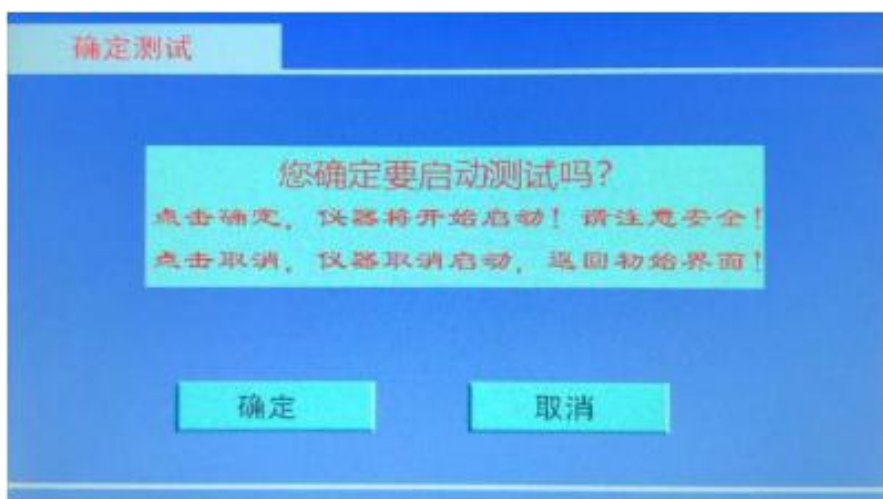 确定测试
您确定要启动测试吗?
点击确定，仪器将开始启动！请注意安全！
点击取消，仪器取消启动，返回初始界面！
确定
取消